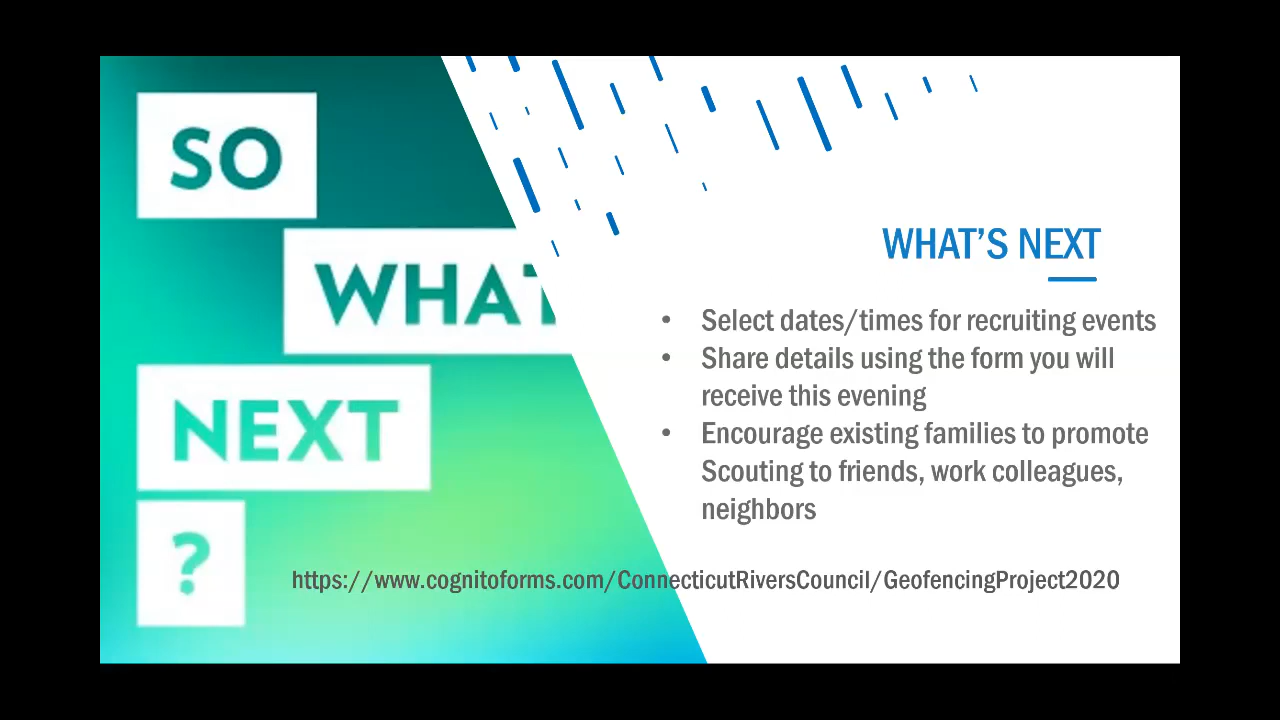 SO
WHAT
NEXT
?
WHAT'S NEXT
• Select dates/times for recruiting events
• Share details using the form you will
receive this evening
• Encourage existing families to promote
Scouting to friends, work colleagues,
neighbors
https://www.cognitoforms.com/ConnecticutRiversCouncil/GeofencingProject2020